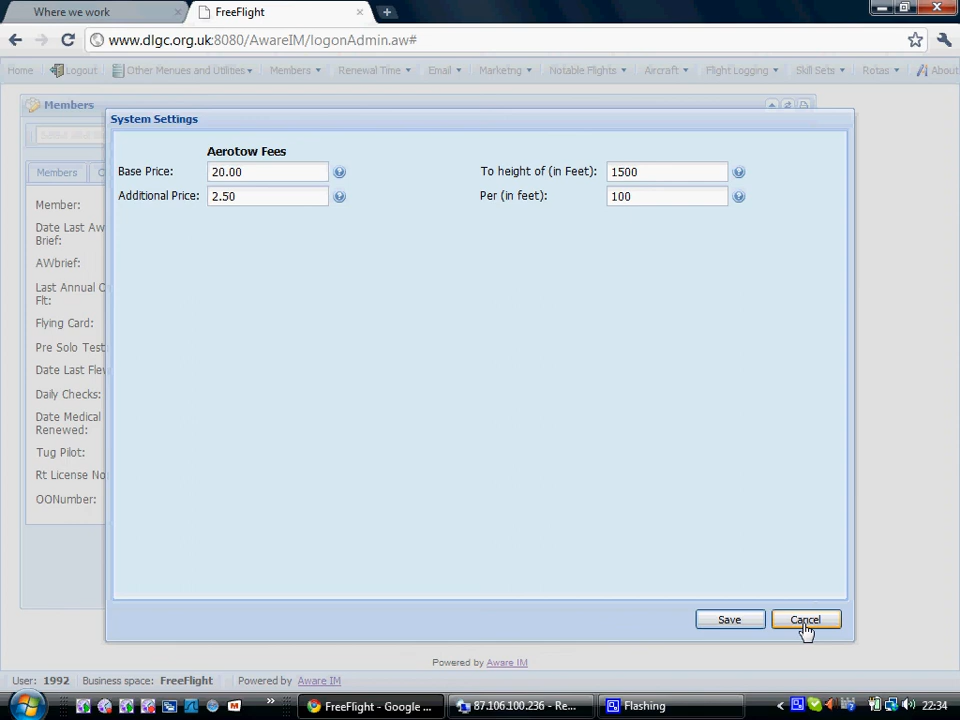 Where we work
FreeFlight
www.dlgc.org.uk:8080/AwareIM/logonAdmin.aw#
Home Logout Other Menues and Utilities Members Renewal Time Email Marketng Notable Flights Aircraft Flight Logging Skill Sets Rotas About
Members
System Settings
Aerotow Fees
Base Price: 20.00 To height of (in Feet): 1500
Additional Price: 2.50 Per (in feet): 100
Members
Member:
Date Last Aw
Brief:
AWbrief:
Last Annual C
Flt:
Flying Card:
Pre Solo Test
Date Last Flew
Daily Checks:
Date Medical
Renewed:
Tug Pilot:
Rt License No
OONumber:
Save Cancel
Powered by Aware IM
User: 1992 Business space: FreeFlight Powered by Aware IM
FreeFlight - Google ... 87.106.100.236 - Re... Flashing 22:34